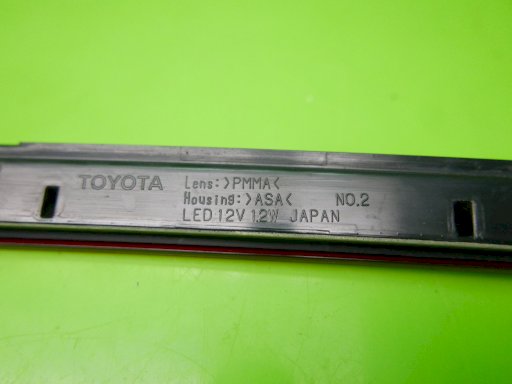 TOYOTA Lens:>PMMA<
Housing:>ASA< NO.2
LED 12V 1.2W JAPAN